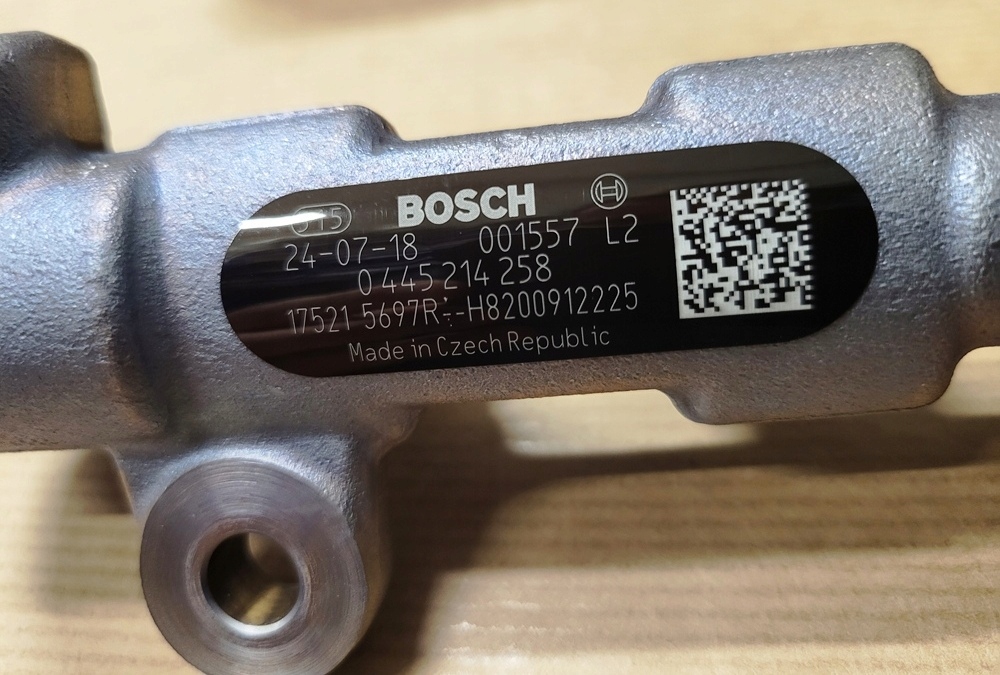 BOSCH
24-07-18 001557 L2
0 445 214 258
17521 5697R-·-H8200912225
Made in Czech Republic